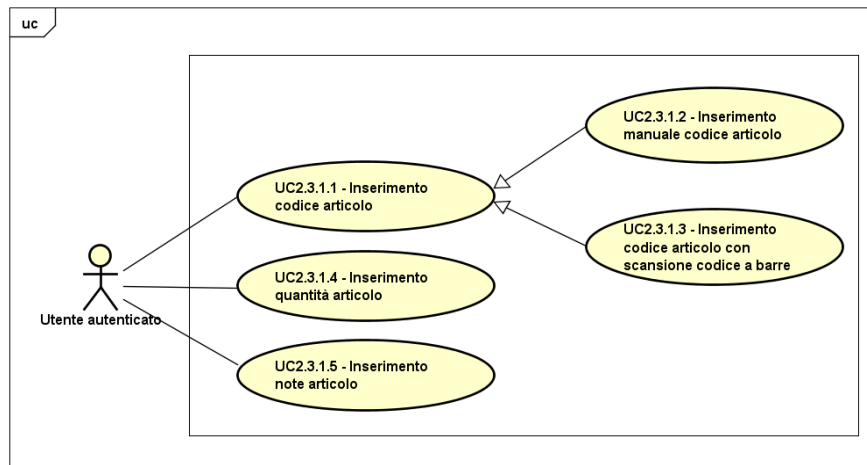 uc
UC2.3.1.2 - Inserimento
manuale codice articolo
UC2.3.1.1 - Inserimento
codice articolo
UC2.3.1.3 - Inserimento
codice articolo con
scansione codice a barre
UC2.3.1.4 - Inserimento
quantità articolo
Utente autenticato
UC2.3.1.5 - Inserimento
note articolo